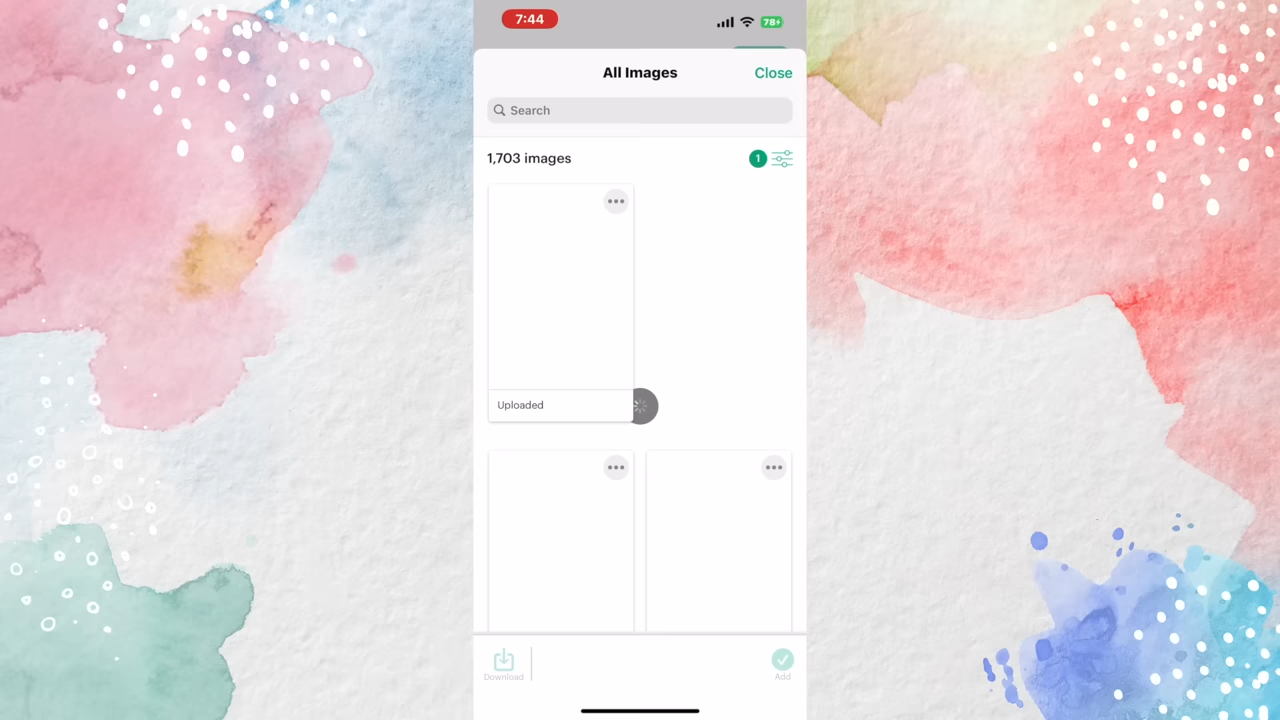 7:44
78+
All Images
Close
Search
1,703 images
1
Uploaded
Download
Add